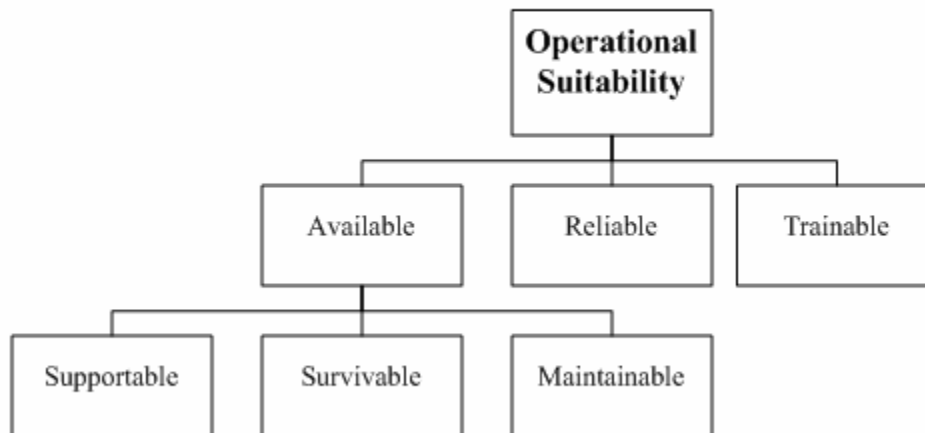 Operational
Suitability
Available
Reliable
Trainable
Supportable
Survivable
Maintainable